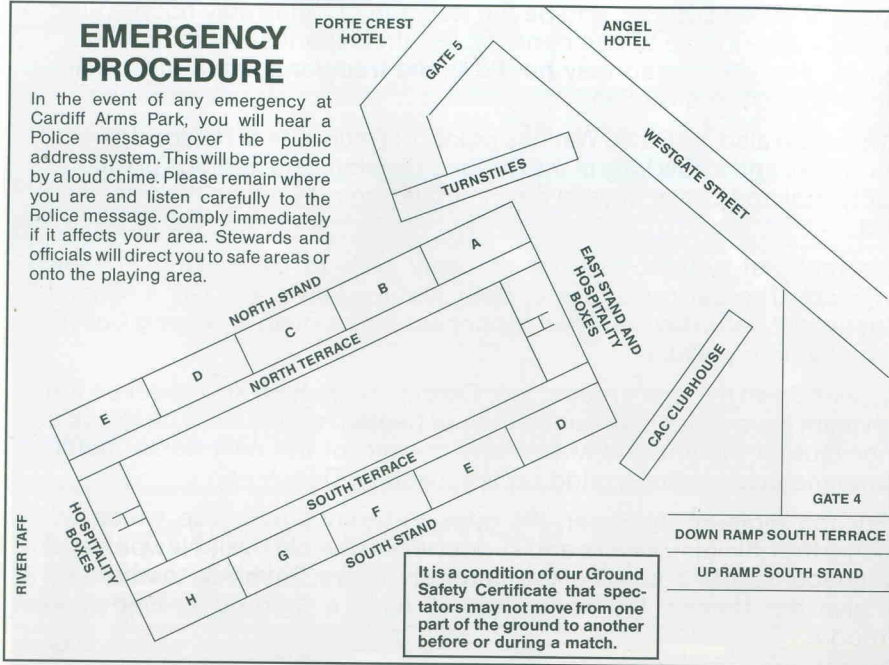 EMERGENCY
PROCEDURE
In the event of any emergency at
Cardiff Arms Park, you will hear a
Police message over the public
address system. This will be preceded
by a loud chime. Please remain where
you are and listen carefully to the
Police message. Comply immediately
if it affects your area. Stewards and
officials will direct you to safe areas or
onto the playing area.
FORTE CREST
HOTEL
GATE 5
ANGEL
HOTEL
WESTGATE STREET
TURNSTILES
NORTH STAND
A
B
C
D
E
NORTH TERRACE
EAST STAND AND
HOSPITALITY
BOXES
CAC CLUBHOUSE
SOUTH TERRACE
D
E
F
G
H
SOUTH STAND
HOSPITALITY
BOXES
RIVER TAFF
GATE 4
DOWN RAMP SOUTH TERRACE
UP RAMP SOUTH STAND
It is a condition of our Ground
Safety Certificate that spec-
tators may not move from one
part of the ground to another
before or during a match.